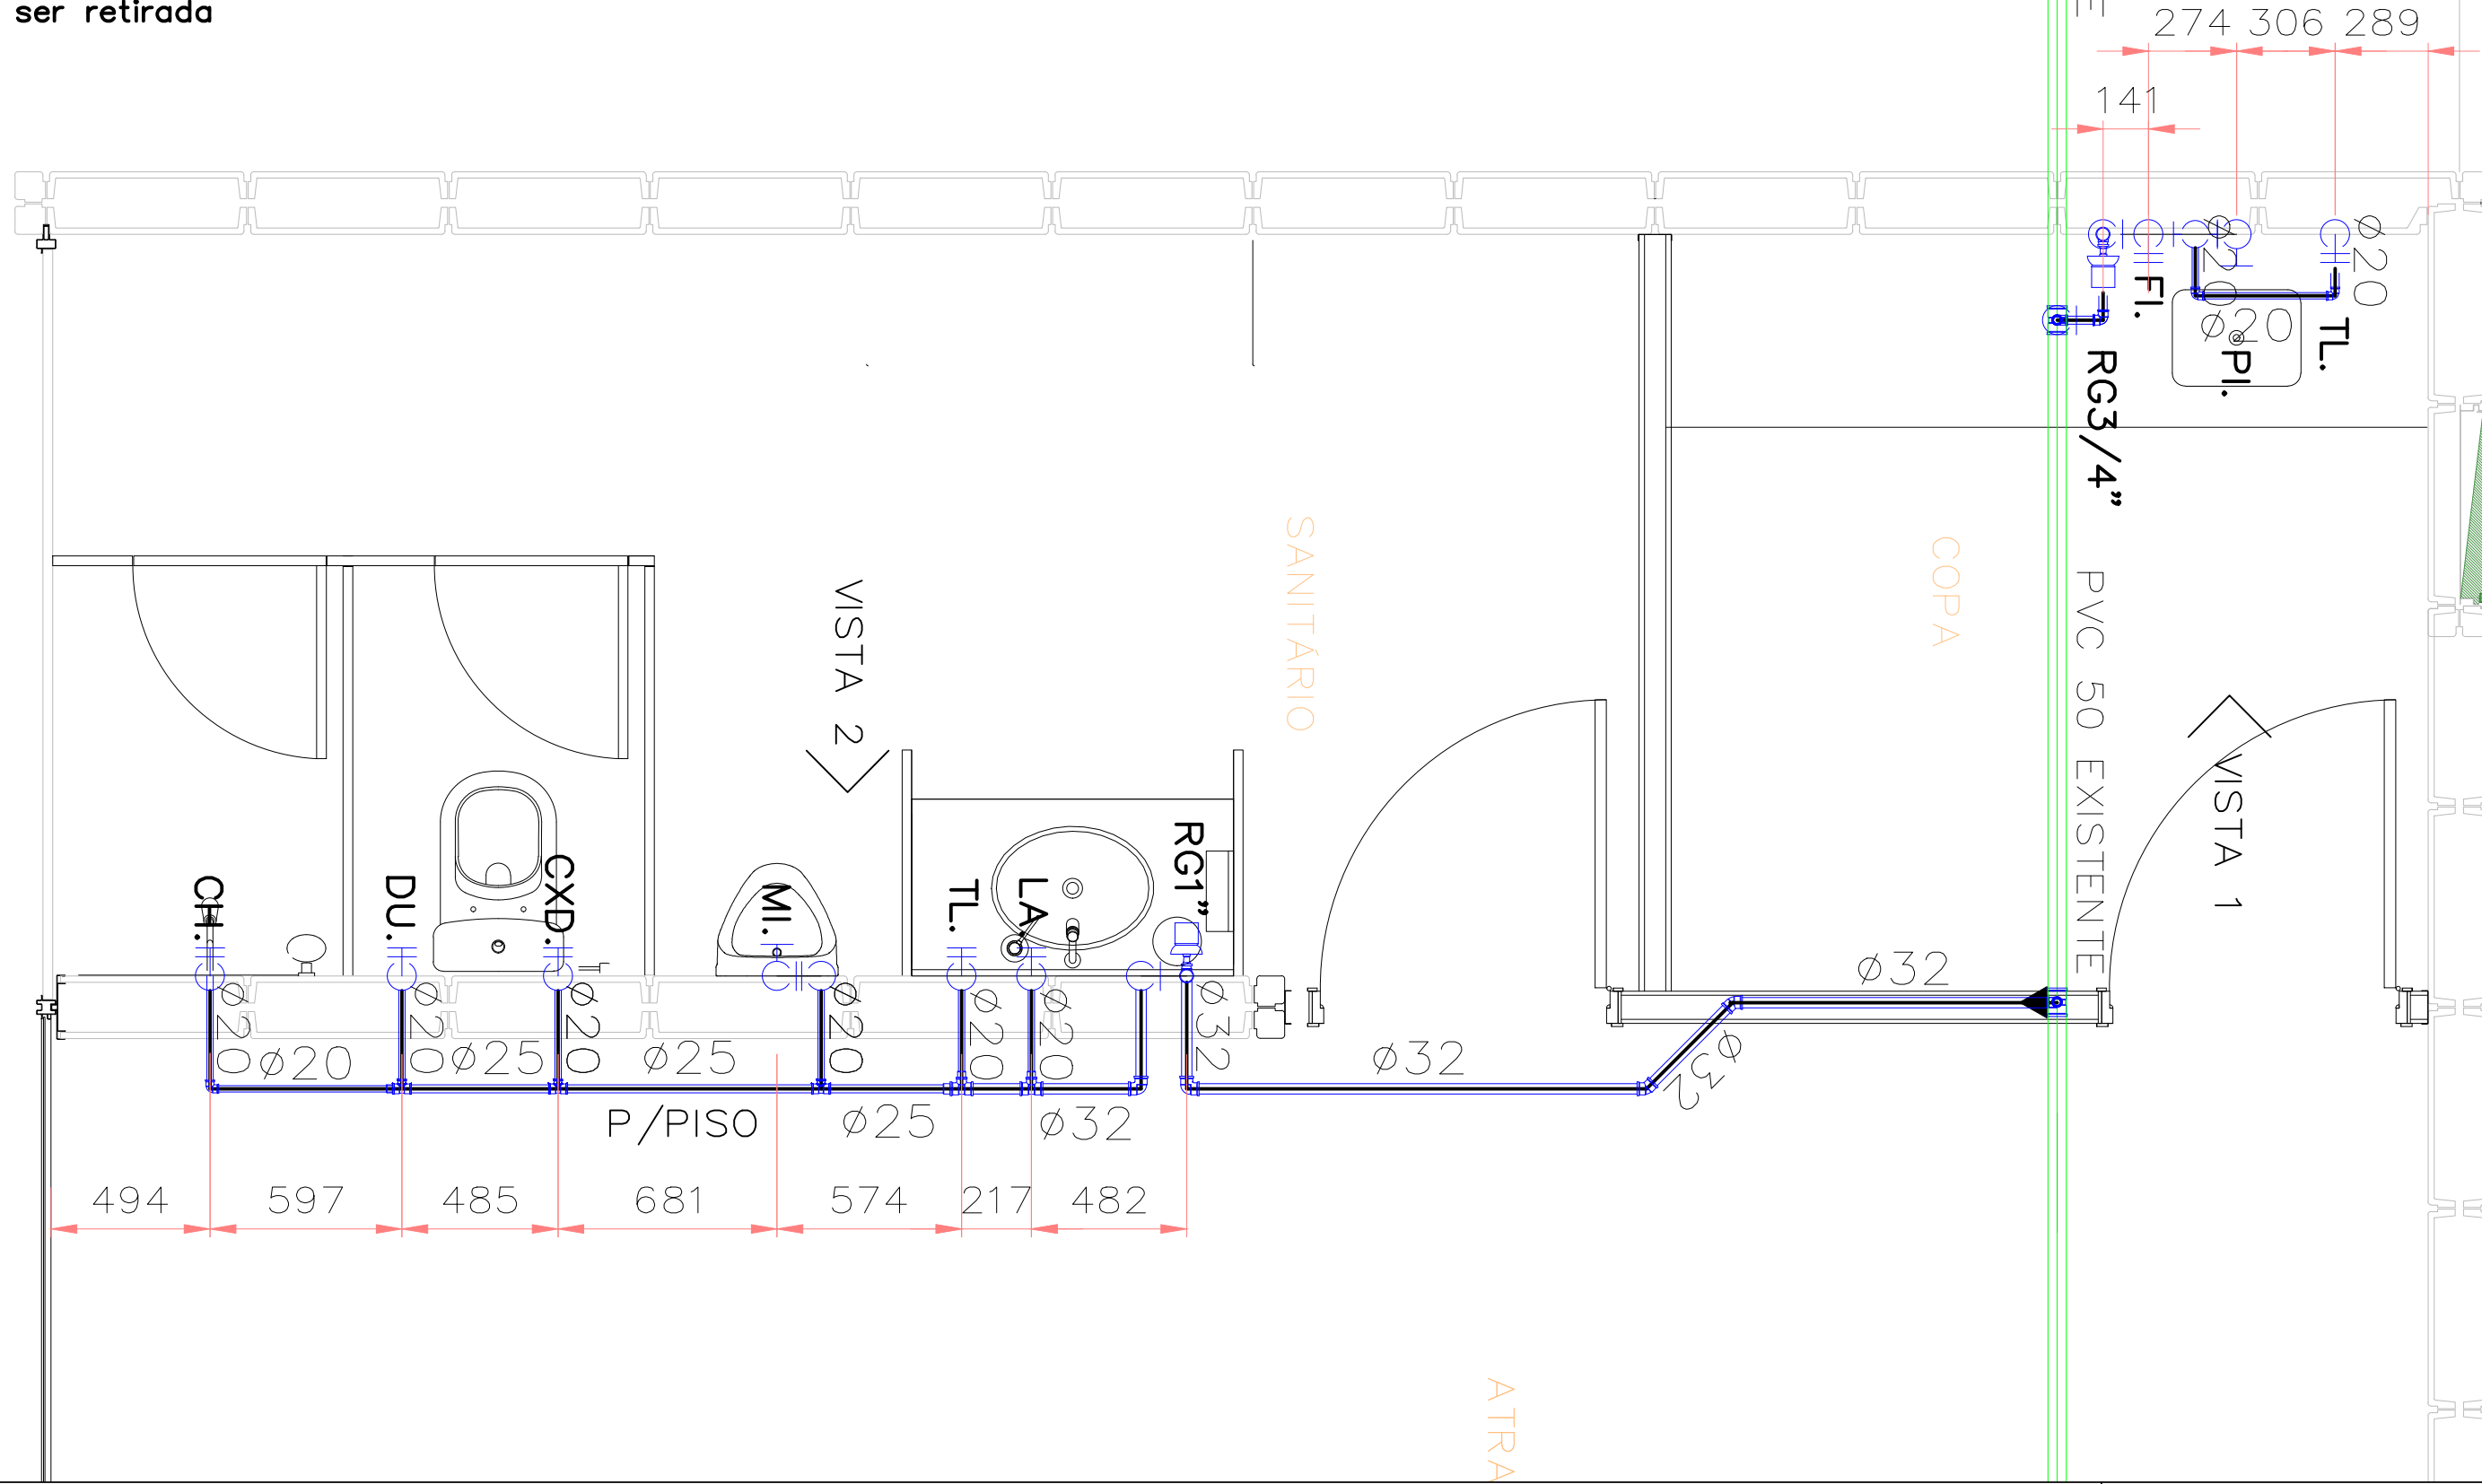 ser retirada
274 306 289
141
ø20
ø20
ø20
FI.
PI.
TL.
RG3/4”
PVC 50 EXISTENTE
SANITÁRIO
COPA
VISTA 2
VISTA 1
CH.
DU.
CXD.
MI.
TL.
LA.
RG1”
ø20
ø20
ø20
ø20
ø20
ø20
ø32
ø32
ø20
ø25
ø25
ø32
ø32
P/PISO
ø25
ø32
494 597 485 681 574 217 482
ATRA